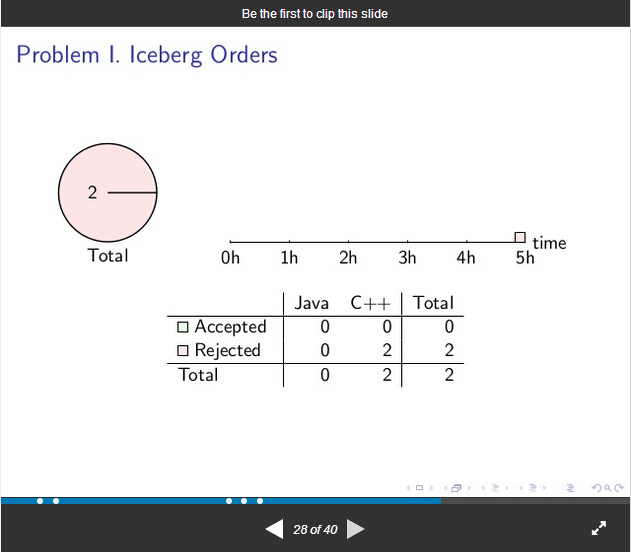 Be the first to clip this slide
Problem I. Iceberg Orders
2
Total
time
0h 1h 2h 3h 4h 5h
Java C++ Total
Accepted 0 0 0
Rejected 0 2 2
Total 0 2 2
28 of 40